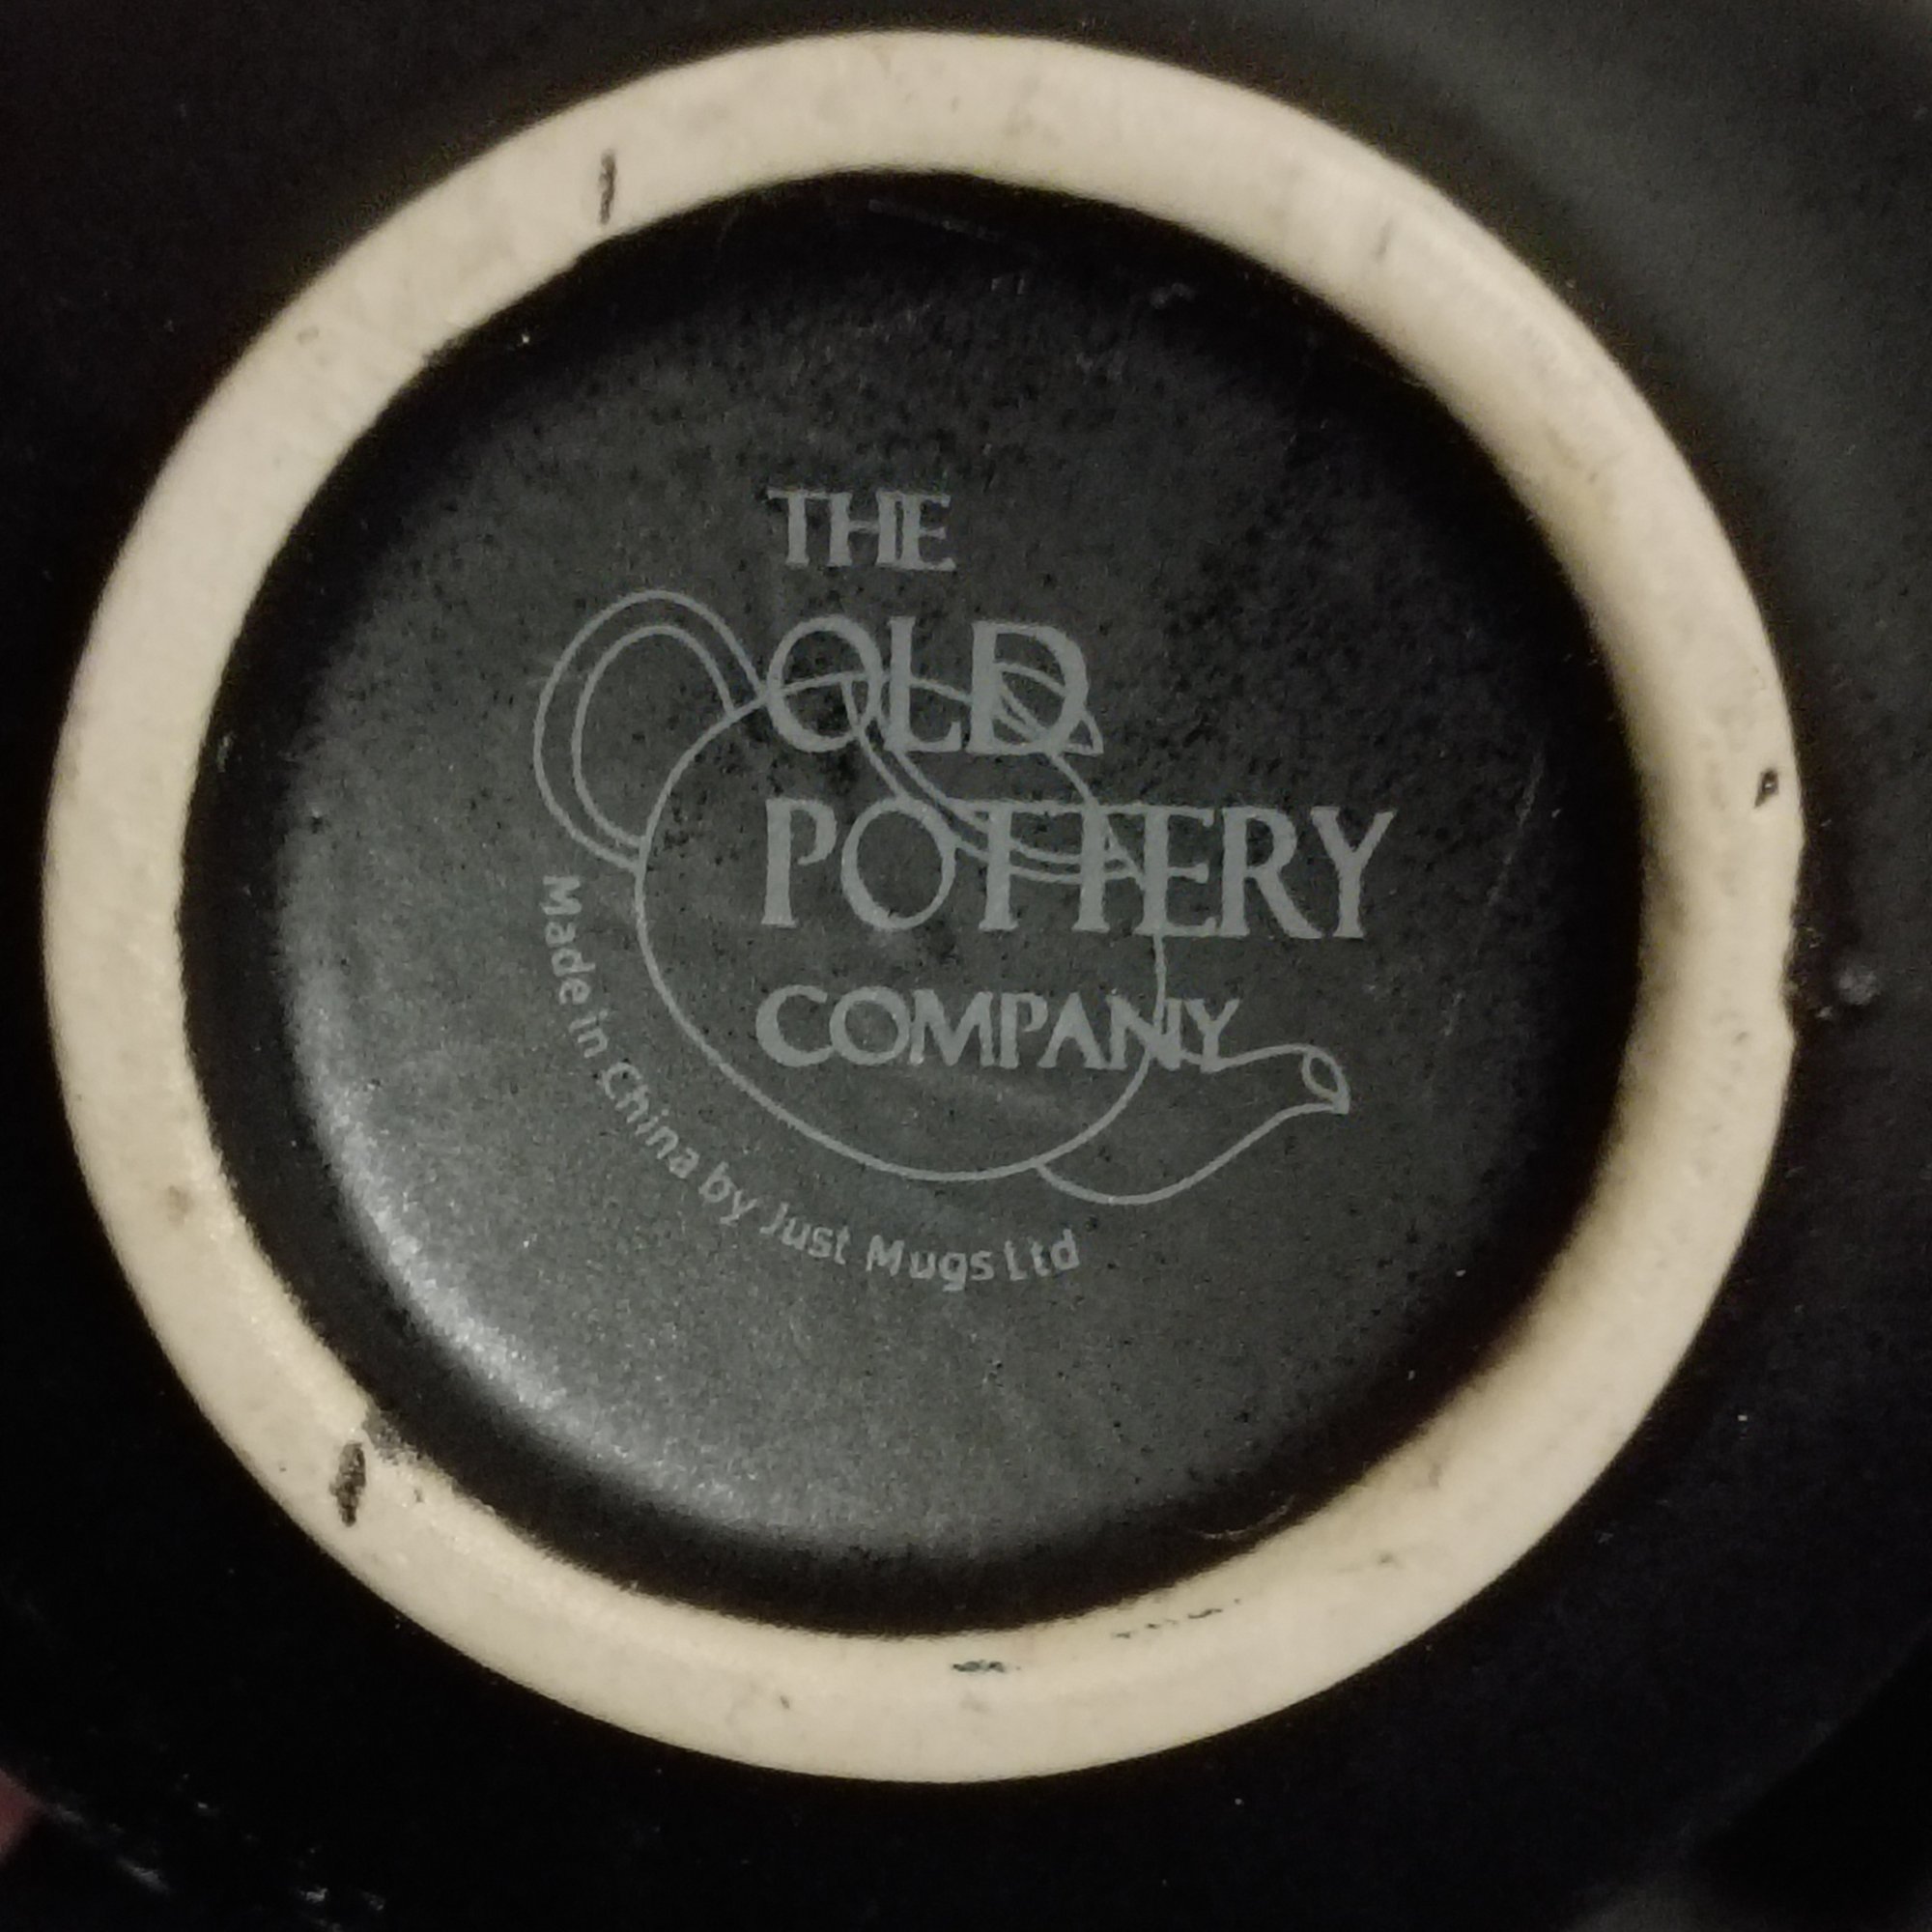 THE
OLD
POTTERY
COMPANY
Made in China by Just Mugs Ltd